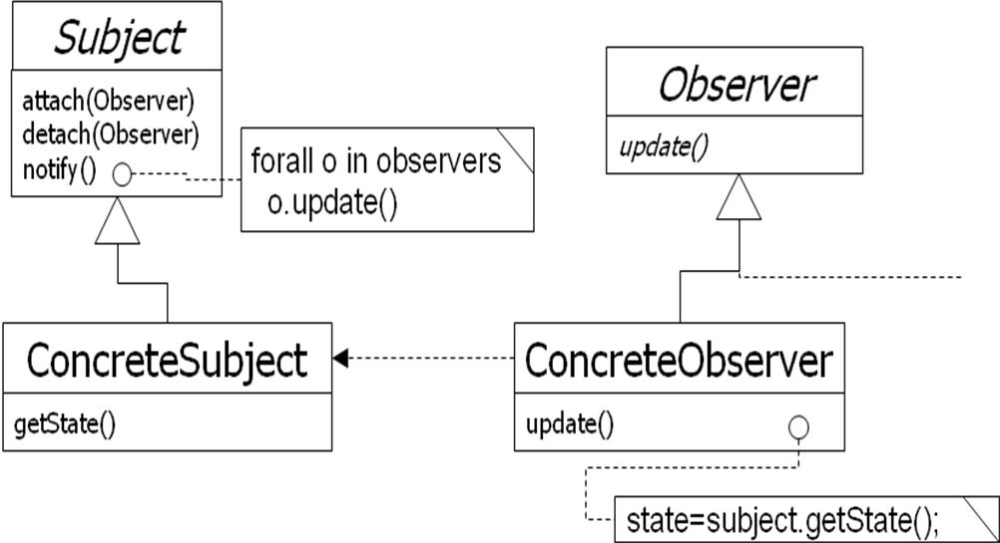 Subject
attach(Observer)
detach(Observer)
notify()
forall o in observers
o.update()
Observer
update()
ConcreteSubject
getState()
ConcreteObserver
update()
state=subject.getState();